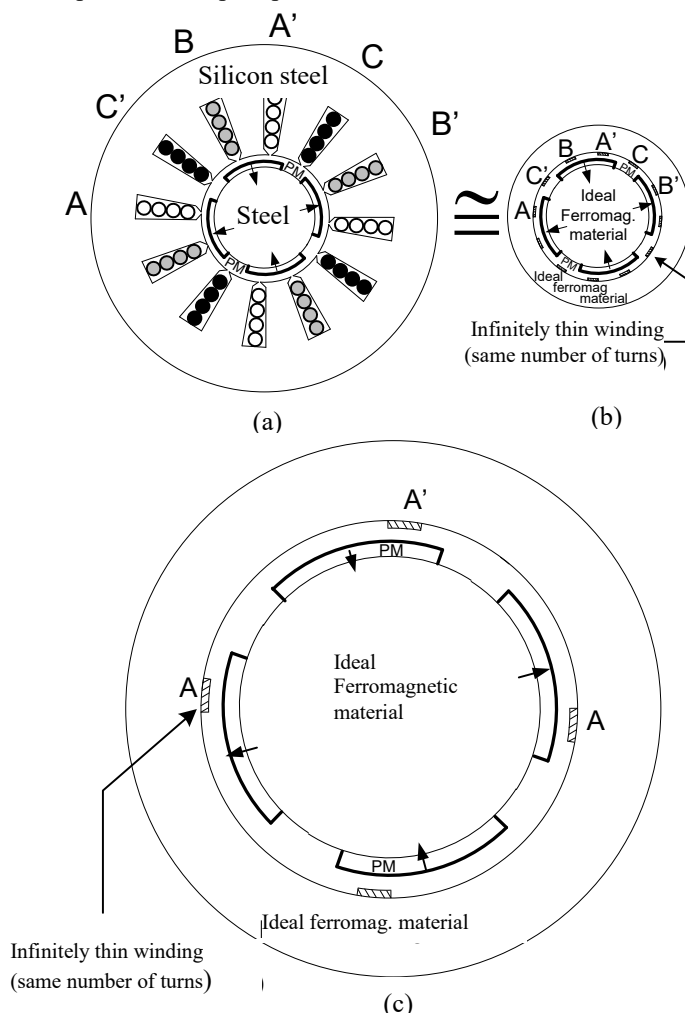 A'
B
C
Silicon steel
C'
B'
A
PM
Steel
PM
(a)
≅
B
A'
C
C'
B'
A
PM
Ideal
Ferromag.
material
PM
Ideal
ferromag
material
Infinitely thin winding
(same number of turns)
(b)
A'
PM
Ideal
Ferromagnetic
material
A
A
PM
Ideal ferromag. material
Infinitely thin winding
(same number of turns)
(c)